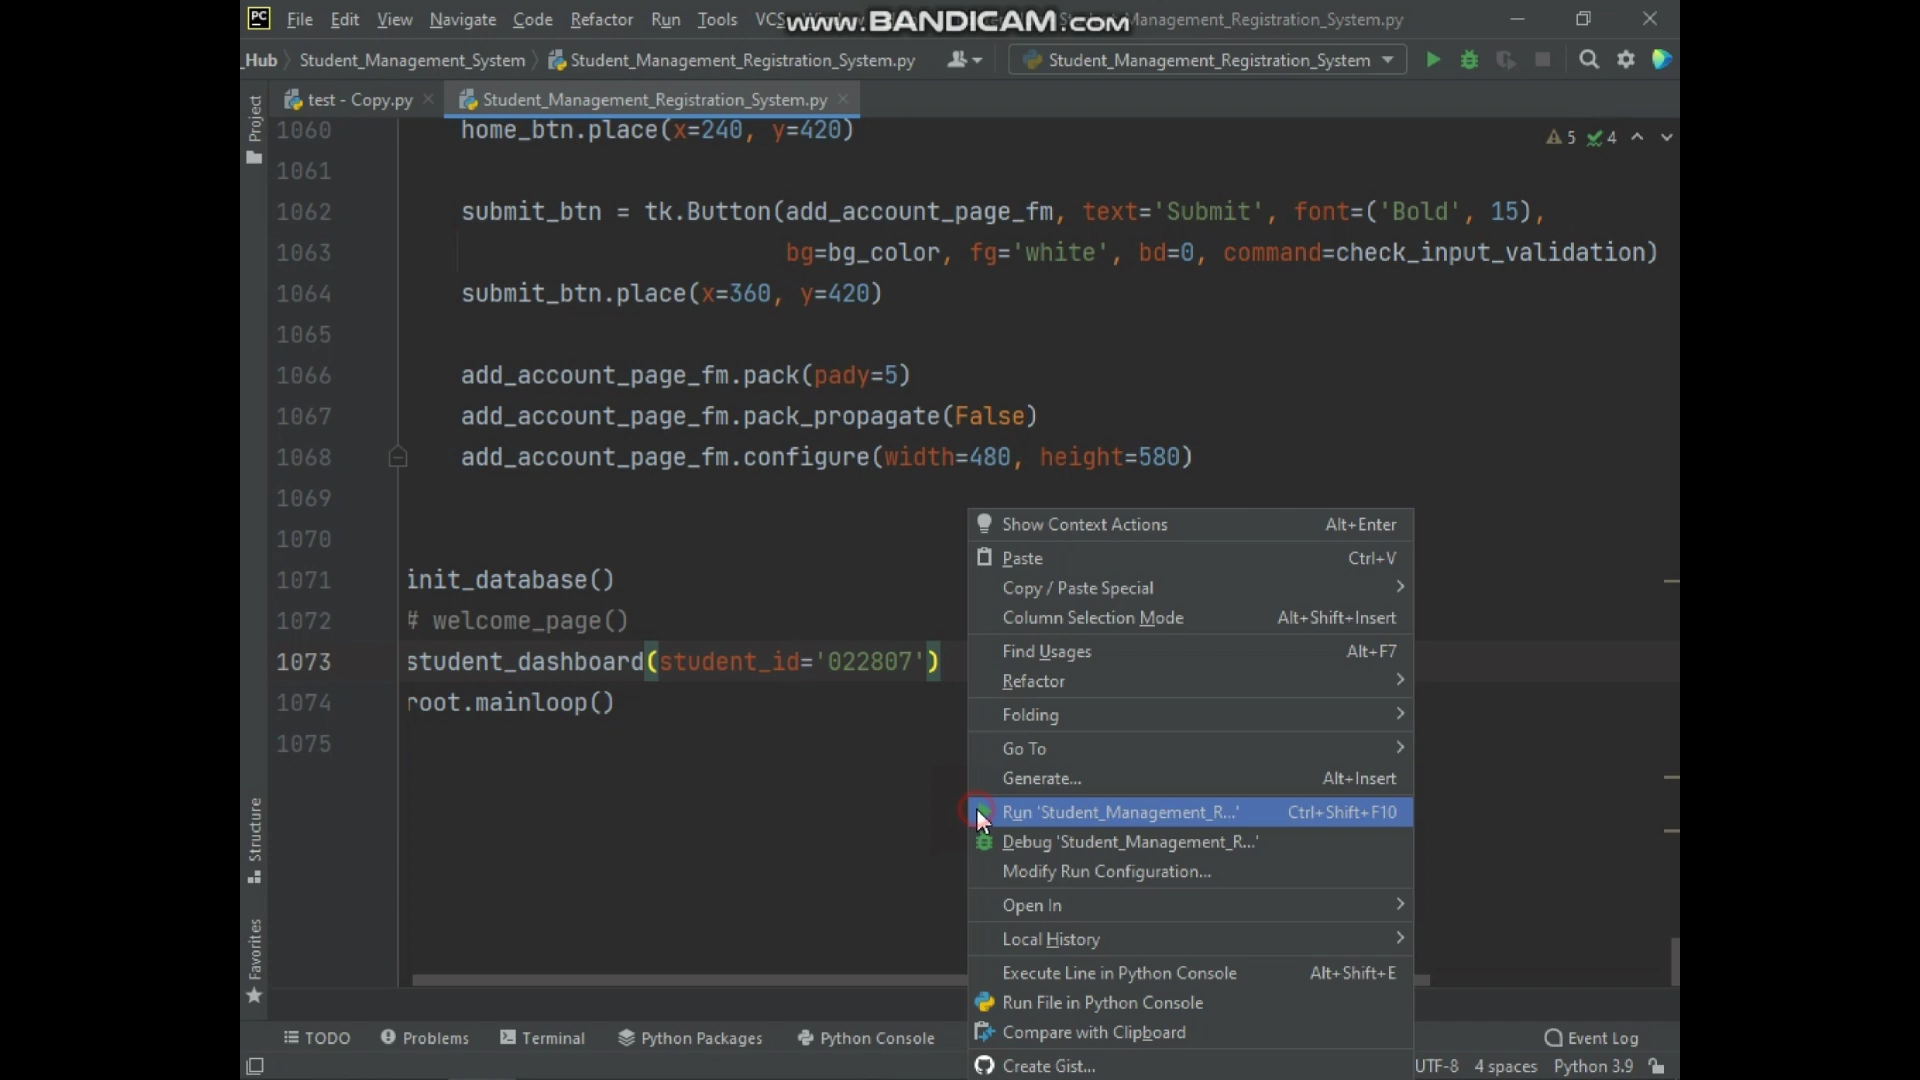 PC File Edit View Navigate Code Refactor Run Tools VCS Window Student_Management_Registration_System.py
www.BANDICAM.com
_Hub Student_Management_System Student_Management_Registration_System.py Student_Management_Registration_System
test - Copy.py Student_Management_Registration_System.py
5 4
1060 home_btn.place(x=240, y=420)
1061
1062 submit_btn = tk.Button(add_account_page_fm, text='Submit', font=('Bold', 15),
1063 bg=bg_color, fg='white', bd=0, command=check_input_validation)
1064 submit_btn.place(x=360, y=420)
1065
1066 add_account_page_fm.pack(pady=5)
1067 add_account_page_fm.pack_propagate(False)
1068 add_account_page_fm.configure(width=480, height=580)
1069
1070
1071 init_database()
1072 # welcome_page()
1073 student_dashboard(student_id='022807')
1074 root.mainloop()
1075
Project
Structure
Favorites
Show Context Actions Alt+Enter
Paste Ctrl+V
Copy / Paste Special
Column Selection Mode Alt+Shift+Insert
Find Usages Alt+F7
Refactor
Folding
Go To
Generate... Alt+Insert
Run 'Student_Management_R...' Ctrl+Shift+F10
Debug 'Student_Management_R...'
Modify Run Configuration...
Open In
Local History
Execute Line in Python Console Alt+Shift+E
Run File in Python Console
Compare with Clipboard
Create Gist...
TODO Problems Terminal Python Packages Python Console Event Log
UTF-8 4 spaces Python 3.9